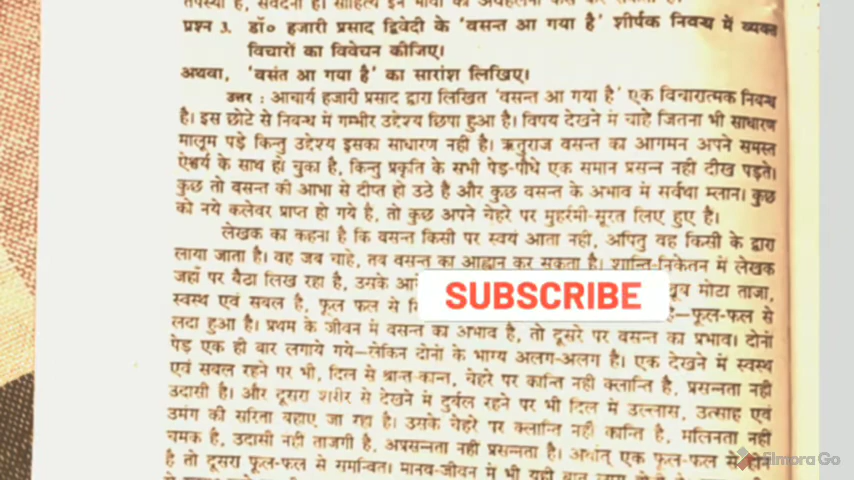 प्रश्न 3. डॉ० हजारी प्रसाद द्विवेदी के 'वसन्त आ गया है' शीर्षक निबन्ध में व्यक्त
विचारों का विवेचन कीजिए।
अथवा, 'वसंत आ गया है' का सारांश लिखिए।
उत्तर : आचार्य हजारी प्रसाद द्वारा लिखित 'वसन्त आ गया है' एक विचारात्मक निबन्ध
है। इस छोटे से निबन्ध में गम्भीर उद्देश्य छिपा हुआ है। विषय देखने में चाहे जितना भी साधारण
मालूम पड़े किन्तु उद्देश्य इसका साधारण नहीं है। ऋतुराज वसन्त का आगमन अपने समस्त
ऐश्वर्य के साथ हो चुका है, किन्तु प्रकृति के सभी पेड़-पौधे एक समान प्रसन्न नहीं दीख पड़ते।
कुछ तो वसन्त की आभा से दीप्त हो उठे हैं और कुछ वसन्त के अभाव में सर्वथा म्लान। कुछ
को नये कलेवर प्राप्त हो गये है, तो कुछ अपने चेहरे पर मुहर्रमी-सूरत लिए हुए है।
लेखक का कहना है कि वसन्त किसी पर स्वयं आता नहीं, अपितु वह किसी के द्वारा
लाया जाता है। वह जब चाहे, तब वसन्त का आह्वान कर सकता है। शान्ति-निकेतन में लेखक
जहाँ पर बैठा लिख रहा है, उसके खूब मोटा ताजा,
स्वस्थ एवं सबल है, फूल फल से —फूल-फल से
SUBSCRIBE
लदा हुआ है। प्रथम के जीवन में वसन्त का अभाव है, तो दूसरे पर वसन्त का प्रभाव। दोनों
पेड़ एक ही बार लगाये गये—लेकिन दोनों के भाग्य अलग-अलग है। एक देखने में स्वस्थ
एवं सबल रहने पर भी, दिल से श्रान्त-कान्त, चेहरे पर कान्ति नहीं क्लान्ति है, प्रसन्नता नहीं
उदासी है। और दूसरा शरीर से देखने में दुर्वल रहने पर भी दिल में उल्लास, उत्साह एवं
उमंग की सरिता बहाए जा रहा है। उसके चेहरे पर क्लान्ति नहीं कान्ति है, मलिनता नहीं
चमक है, उदासी नहीं ताजगी है, अप्रसन्नता नहीं प्रसन्नता है। अर्थात् एक फूल-फल से
है तो दूसरा फूल-फल से समन्वित। मानव-जीवन में भी यही बात
Filmora Go